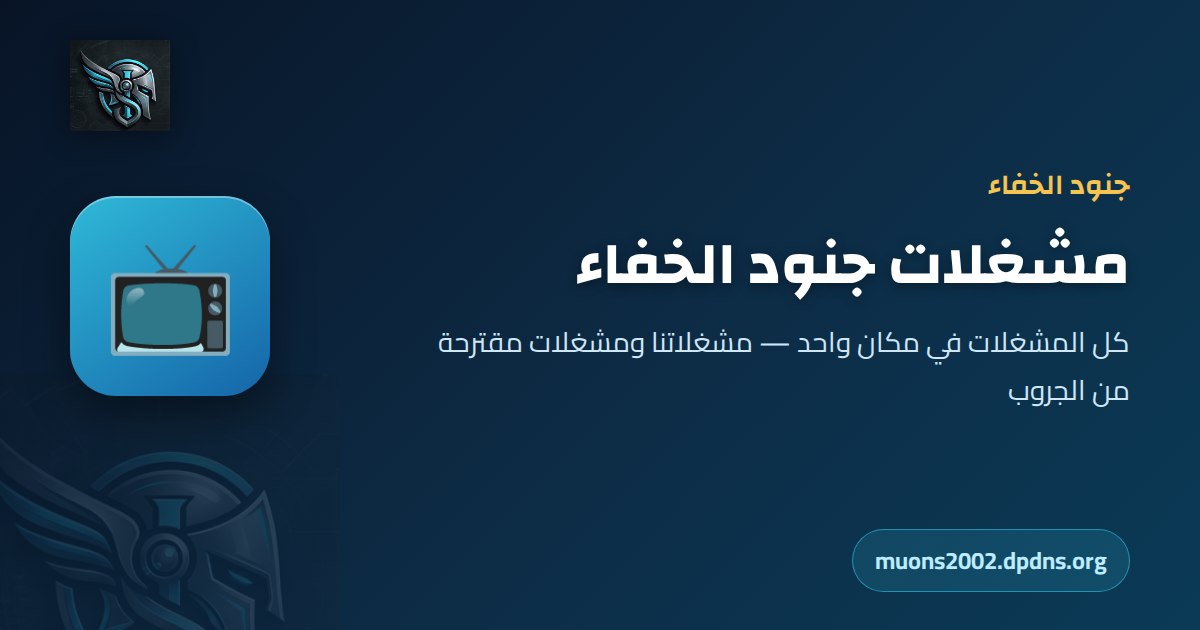 جنود الخفاء
مشغلات جنود الخفاء
كل المشغلات في مكان واحد — مشغلاتنا ومشغلات مقترحة
من الجروب
muons2002.dpdns.org